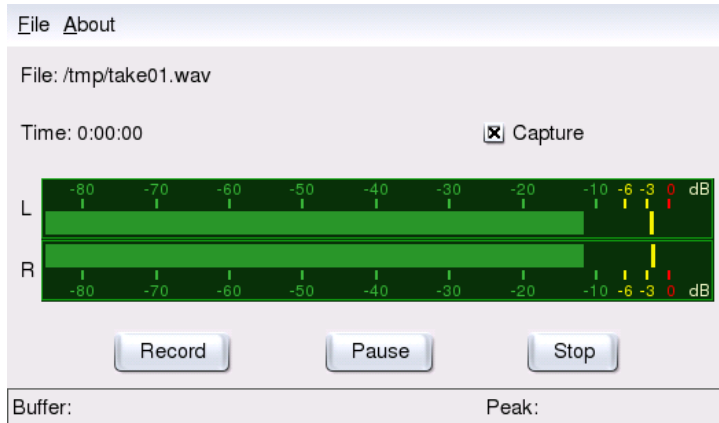 File About
File: /tmp/take01.wav
Time: 0:00:00 Capture
-80 -70 -60 -50 -40 -30 -20 -10 -6 -3 0 dB
L
R
-80 -70 -60 -50 -40 -30 -20 -10 -6 -3 0 dB
Record Pause Stop
Buffer: Peak: